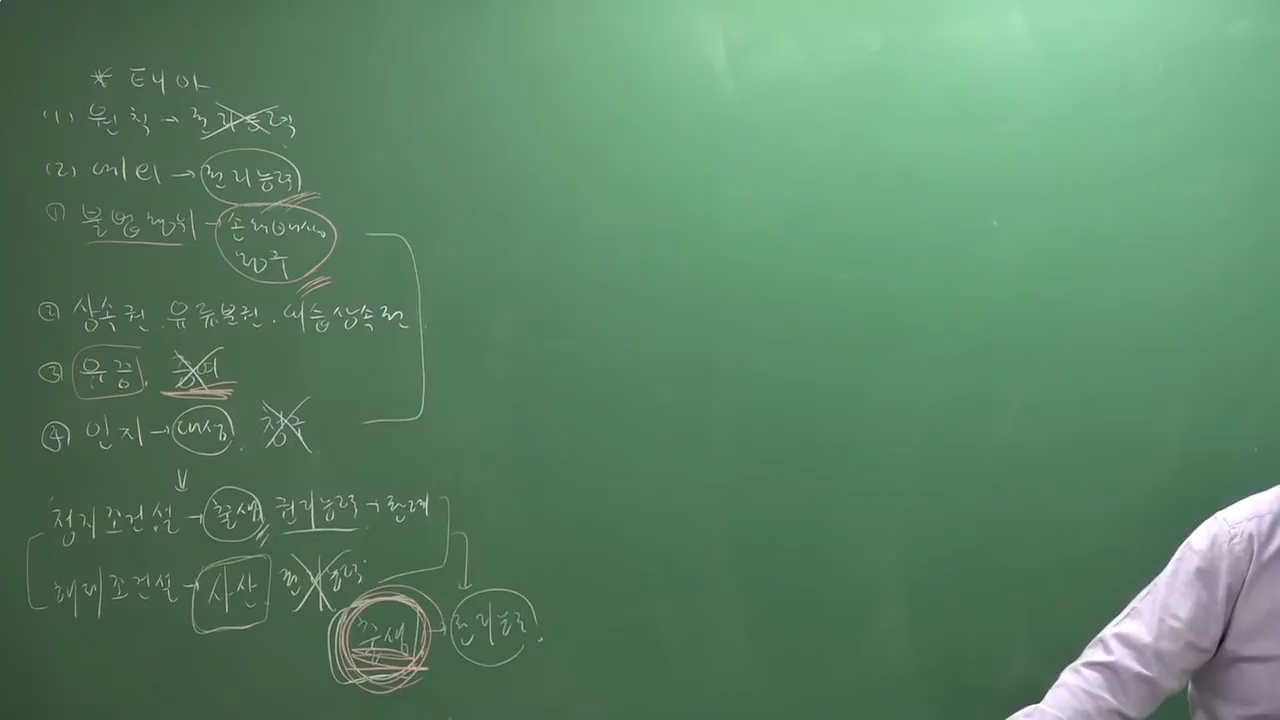 * 태아
(1) 원칙 → 권리능력
(2) 예외 → 권리능력
① 불법행위 → 손해배상
청구
② 상속권. 유류분권. 대습상속권
③ 유증. 증여
④ 인지 → 대상. 청구
정지조건설 → 출생 권리능력 → 판례
해제조건설 → 사산 권리능력
출생 → 권리능력.